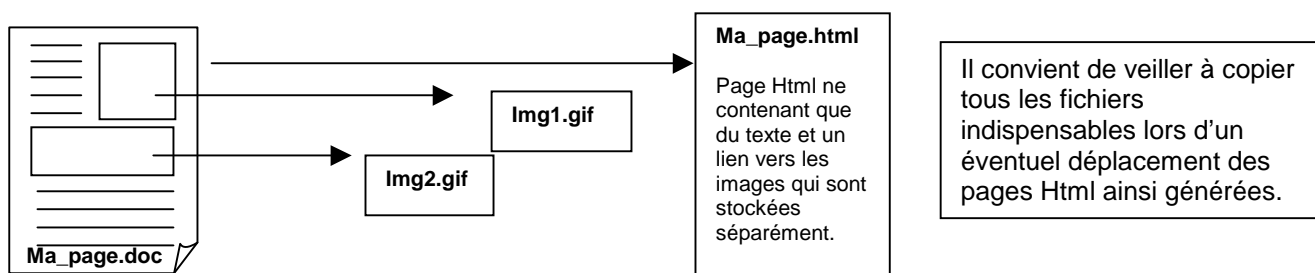 Ma_page.doc
Img1.gif
Img2.gif
Ma_page.html
Page Html ne
contenant que
du texte et un
lien vers les
images qui sont
stockées
séparément.
Il convient de veiller à copier
tous les fichiers
indispensables lors d’un
éventuel déplacement des
pages Html ainsi générées.